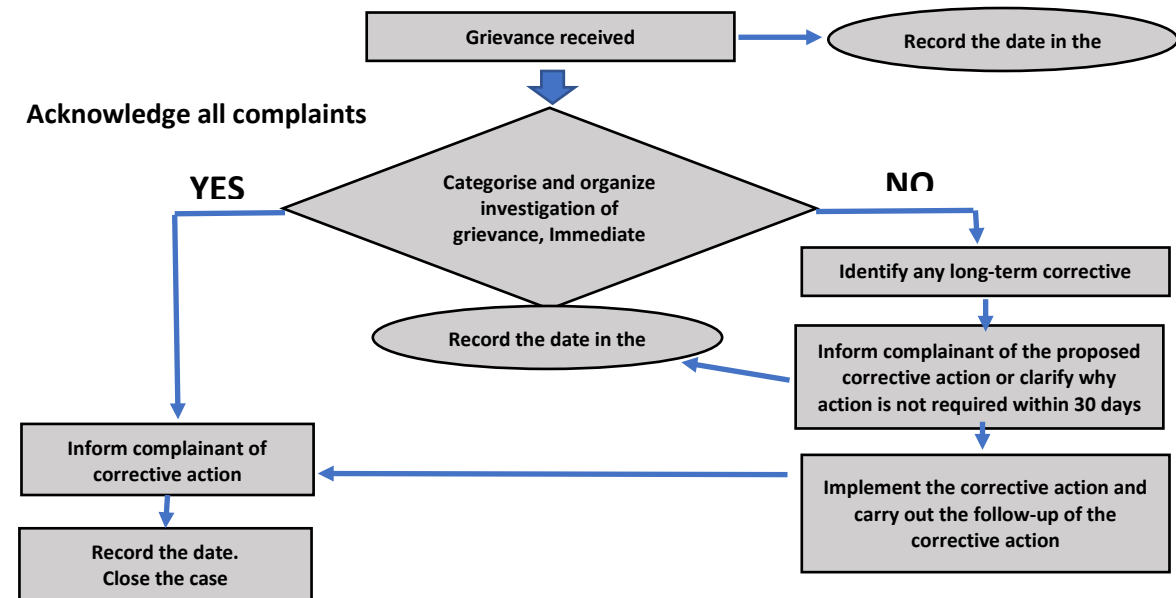 Grievance received
Record the date in the
Acknowledge all complaints
YES
NO
Categorise and organize
investigation of
grievance, Immediate
Identify any long-term corrective
Record the date in the
Inform complainant of the proposed
corrective action or clarify why
action is not required within 30 days
Inform complainant of
corrective action
Implement the corrective action and
carry out the follow-up of the
corrective action
Record the date.
Close the case